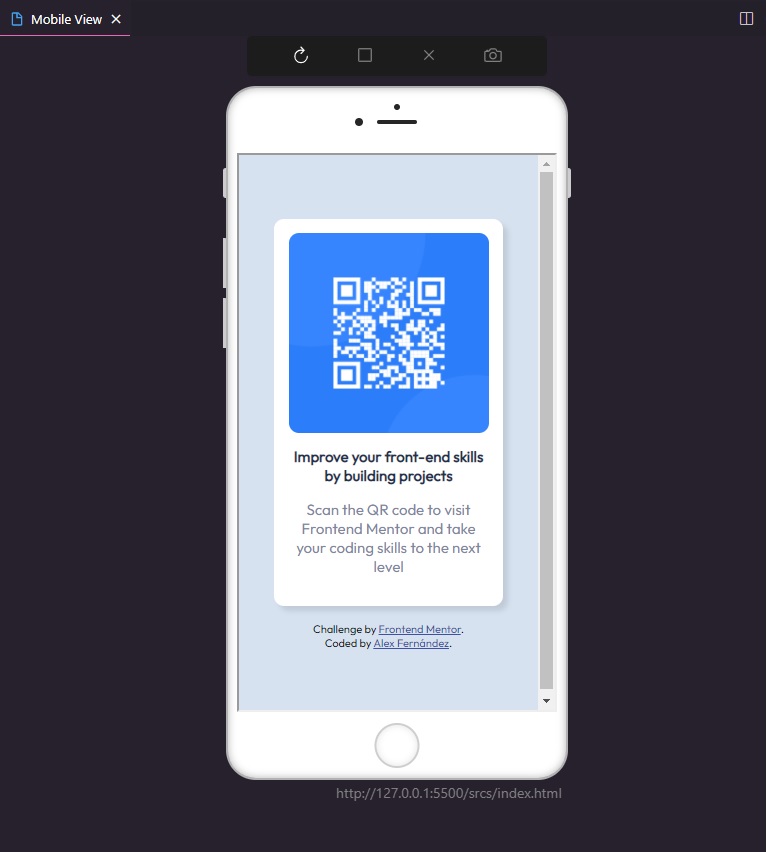 Mobile View
Improve your front-end skills
by building projects
Scan the QR code to visit
Frontend Mentor and take
your coding skills to the next
level
Challenge by Frontend Mentor.
Coded by Alex Fernández.
http://127.0.0.1:5500/srcs/index.html